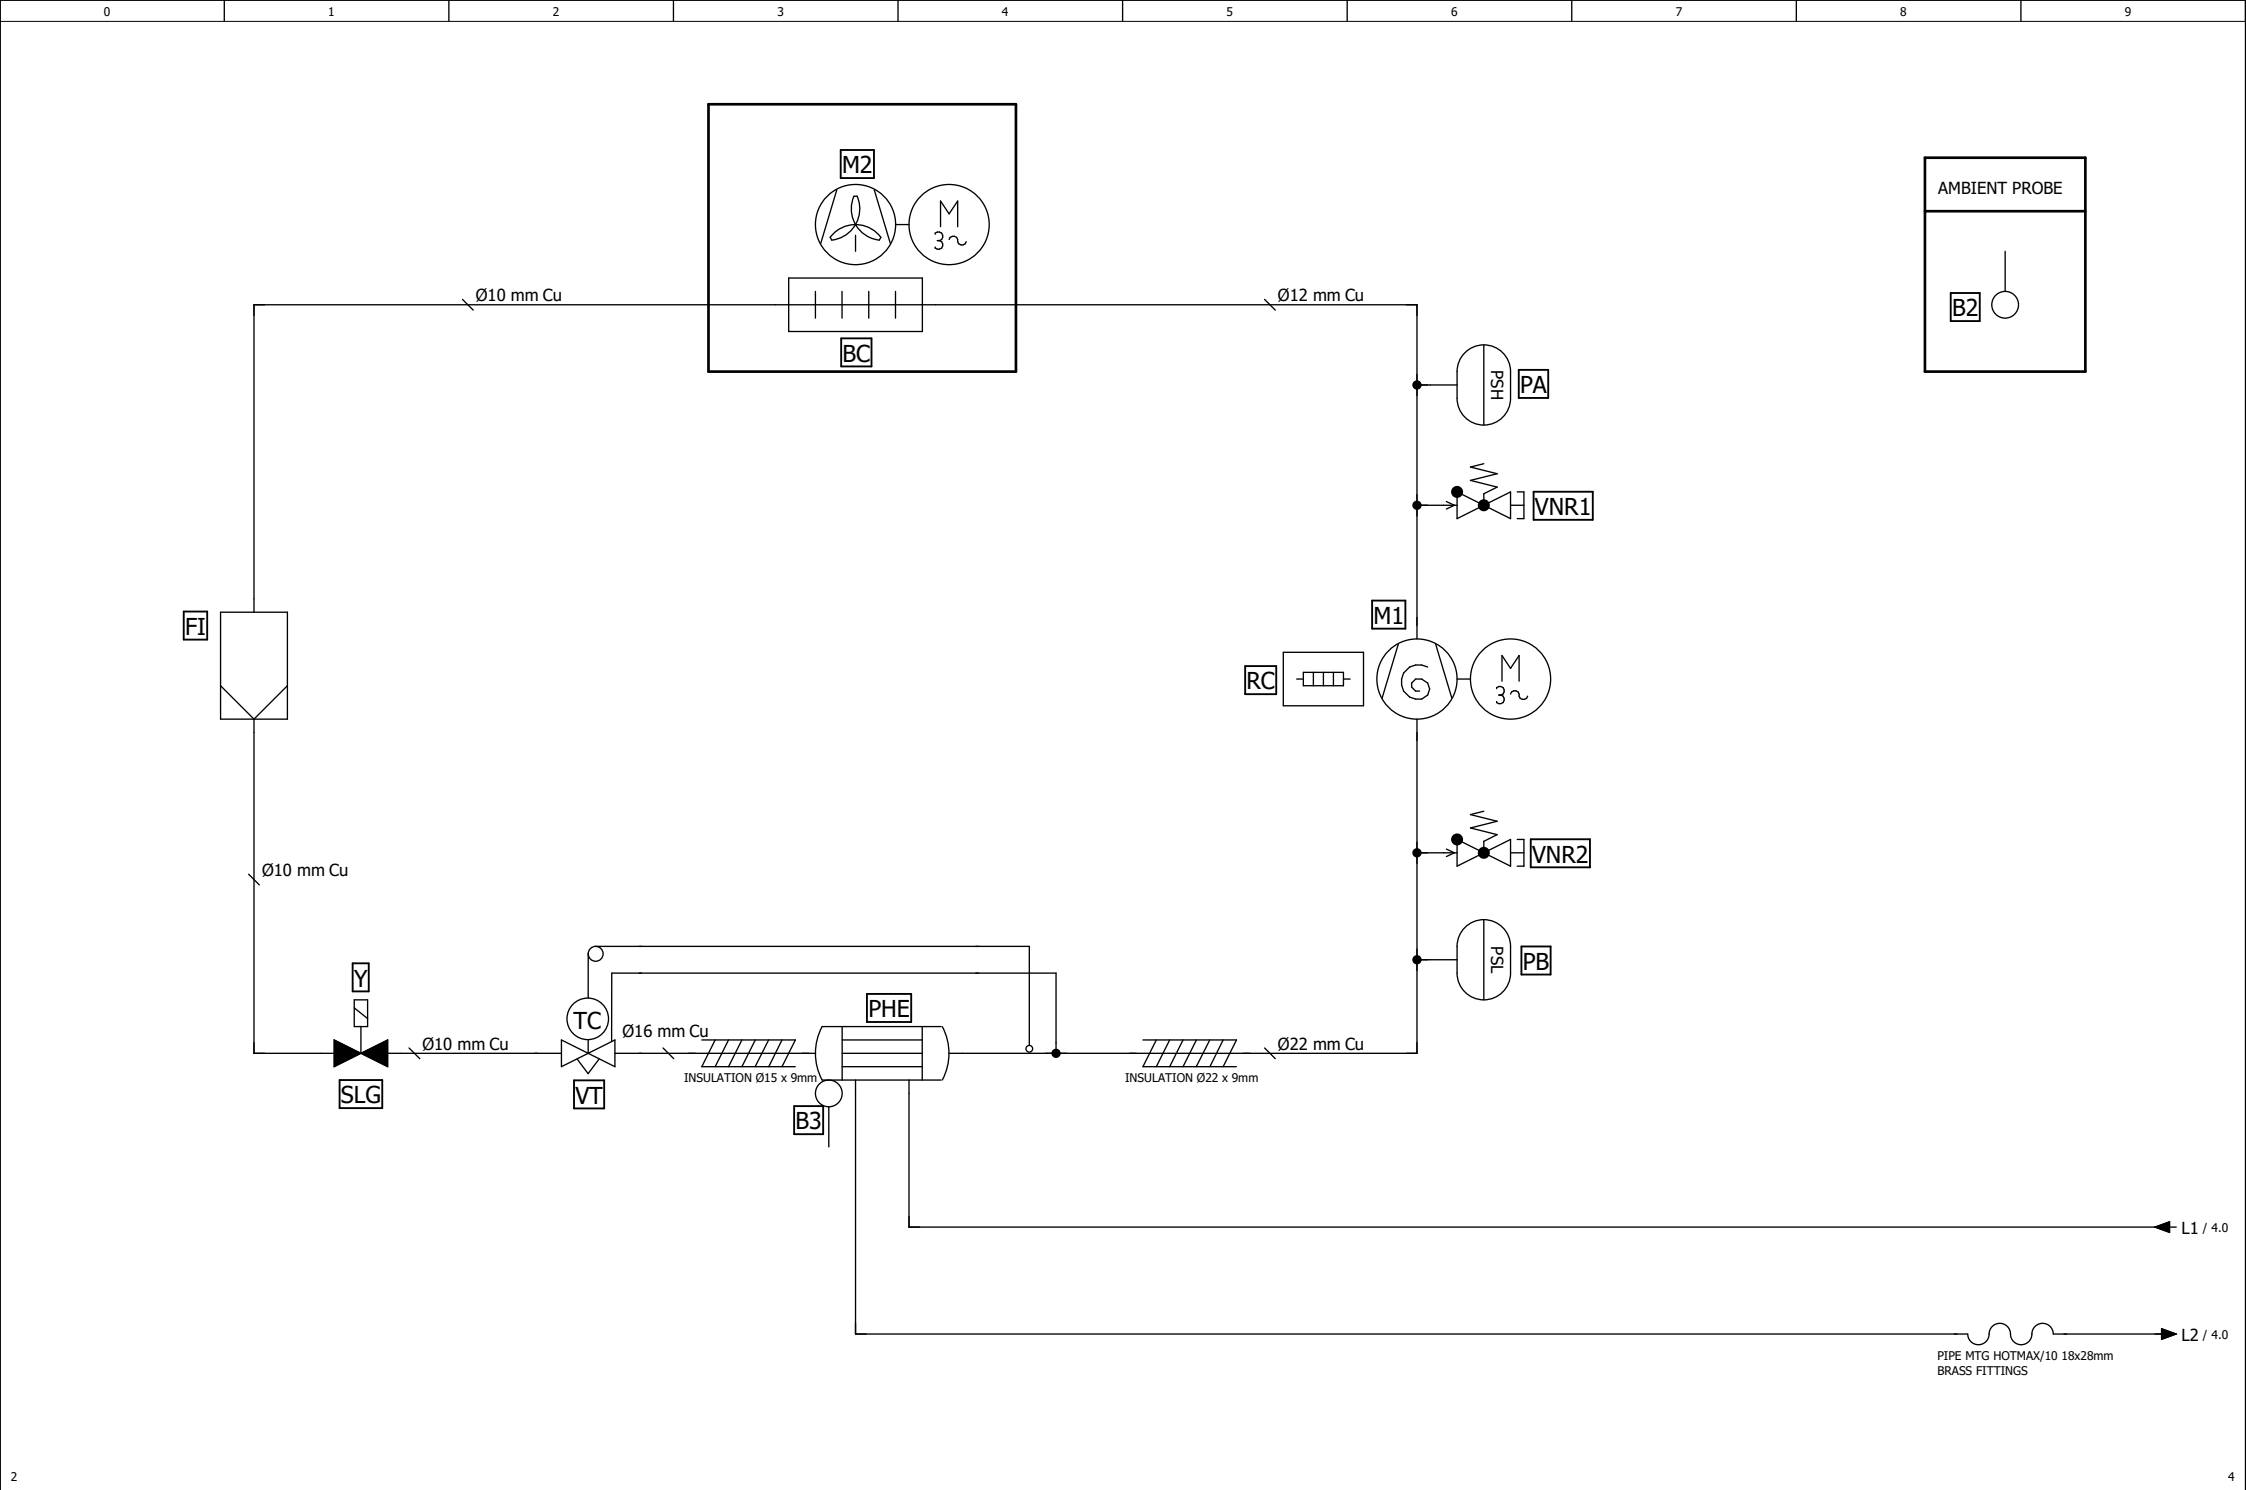 0 1 2 3 4 5 6 7 8 9
M2
M
3~
AMBIENT PROBE
B2
Ø10 mm Cu
Ø12 mm Cu
BC
PSH
PA
VNR1
FI
M1
M
3~
RC
VNR2
Ø10 mm Cu
PSL
PB
Y
PHE
TC
Ø10 mm Cu
Ø16 mm Cu
Ø22 mm Cu
INSULATION Ø15 x 9mm
INSULATION Ø22 x 9mm
SLG
VT
B3
L1 / 4.0
L2 / 4.0
PIPE MTG HOTMAX/10 18x28mm
BRASS FITTINGS
2
4